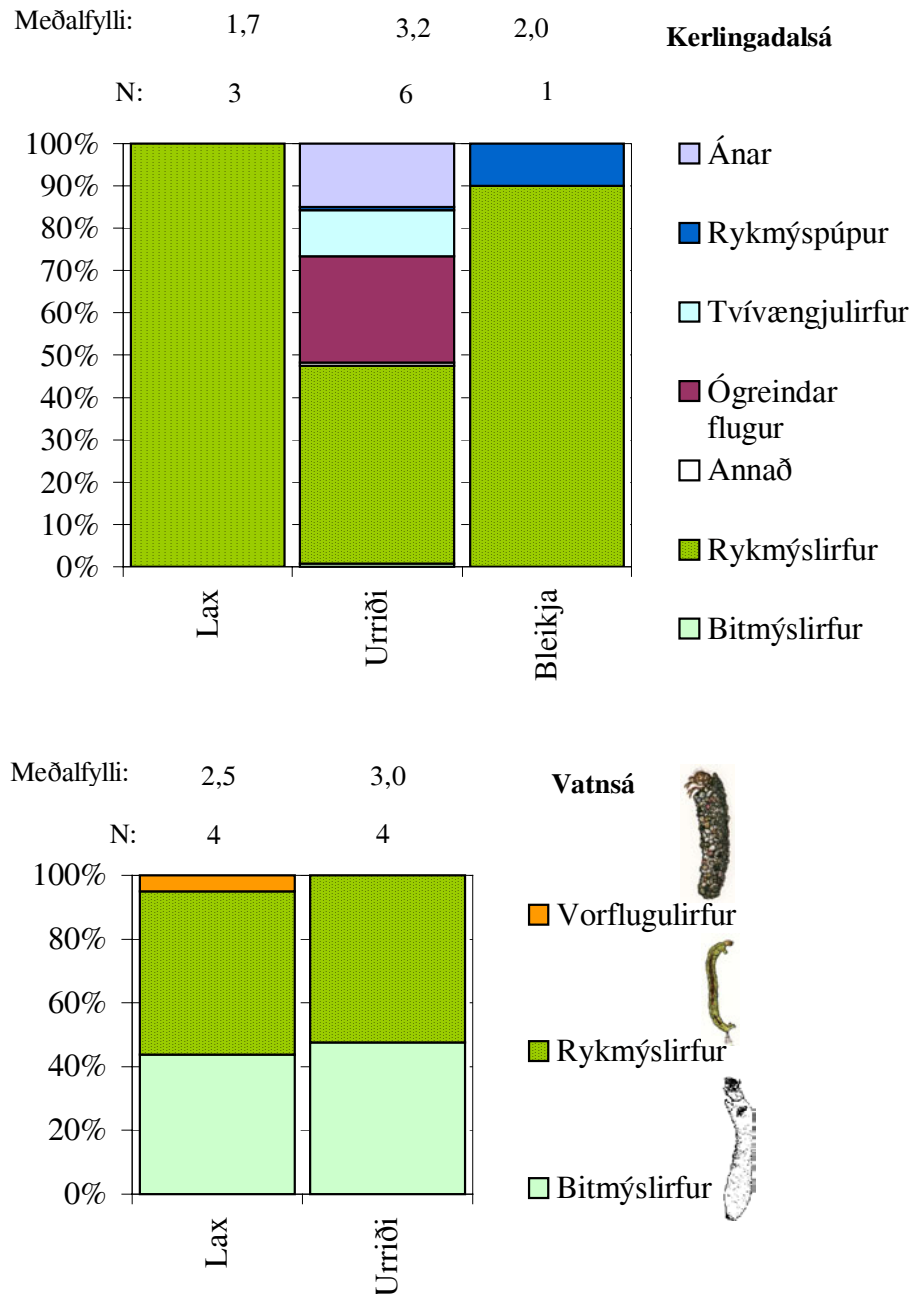 Meðalfylli: 1,7 3,2 2,0 Kerlingadalsá
N: 3 6 1
100%
90%
80%
70%
60%
50%
40%
30%
20%
10%
0%
Lax Urriði Bleikja
Ánar
Rykmýspúpur
Tvívængjulirfur
Ógreindar
flugur
Annað
Rykmýslirfur
Bitmýslirfur
Meðalfylli: 2,5 3,0 Vatnsá
N: 4 4
100%
80%
60%
40%
20%
0%
Lax Urriði
Vorflugulirfur
Rykmýslirfur
Bitmýslirfur